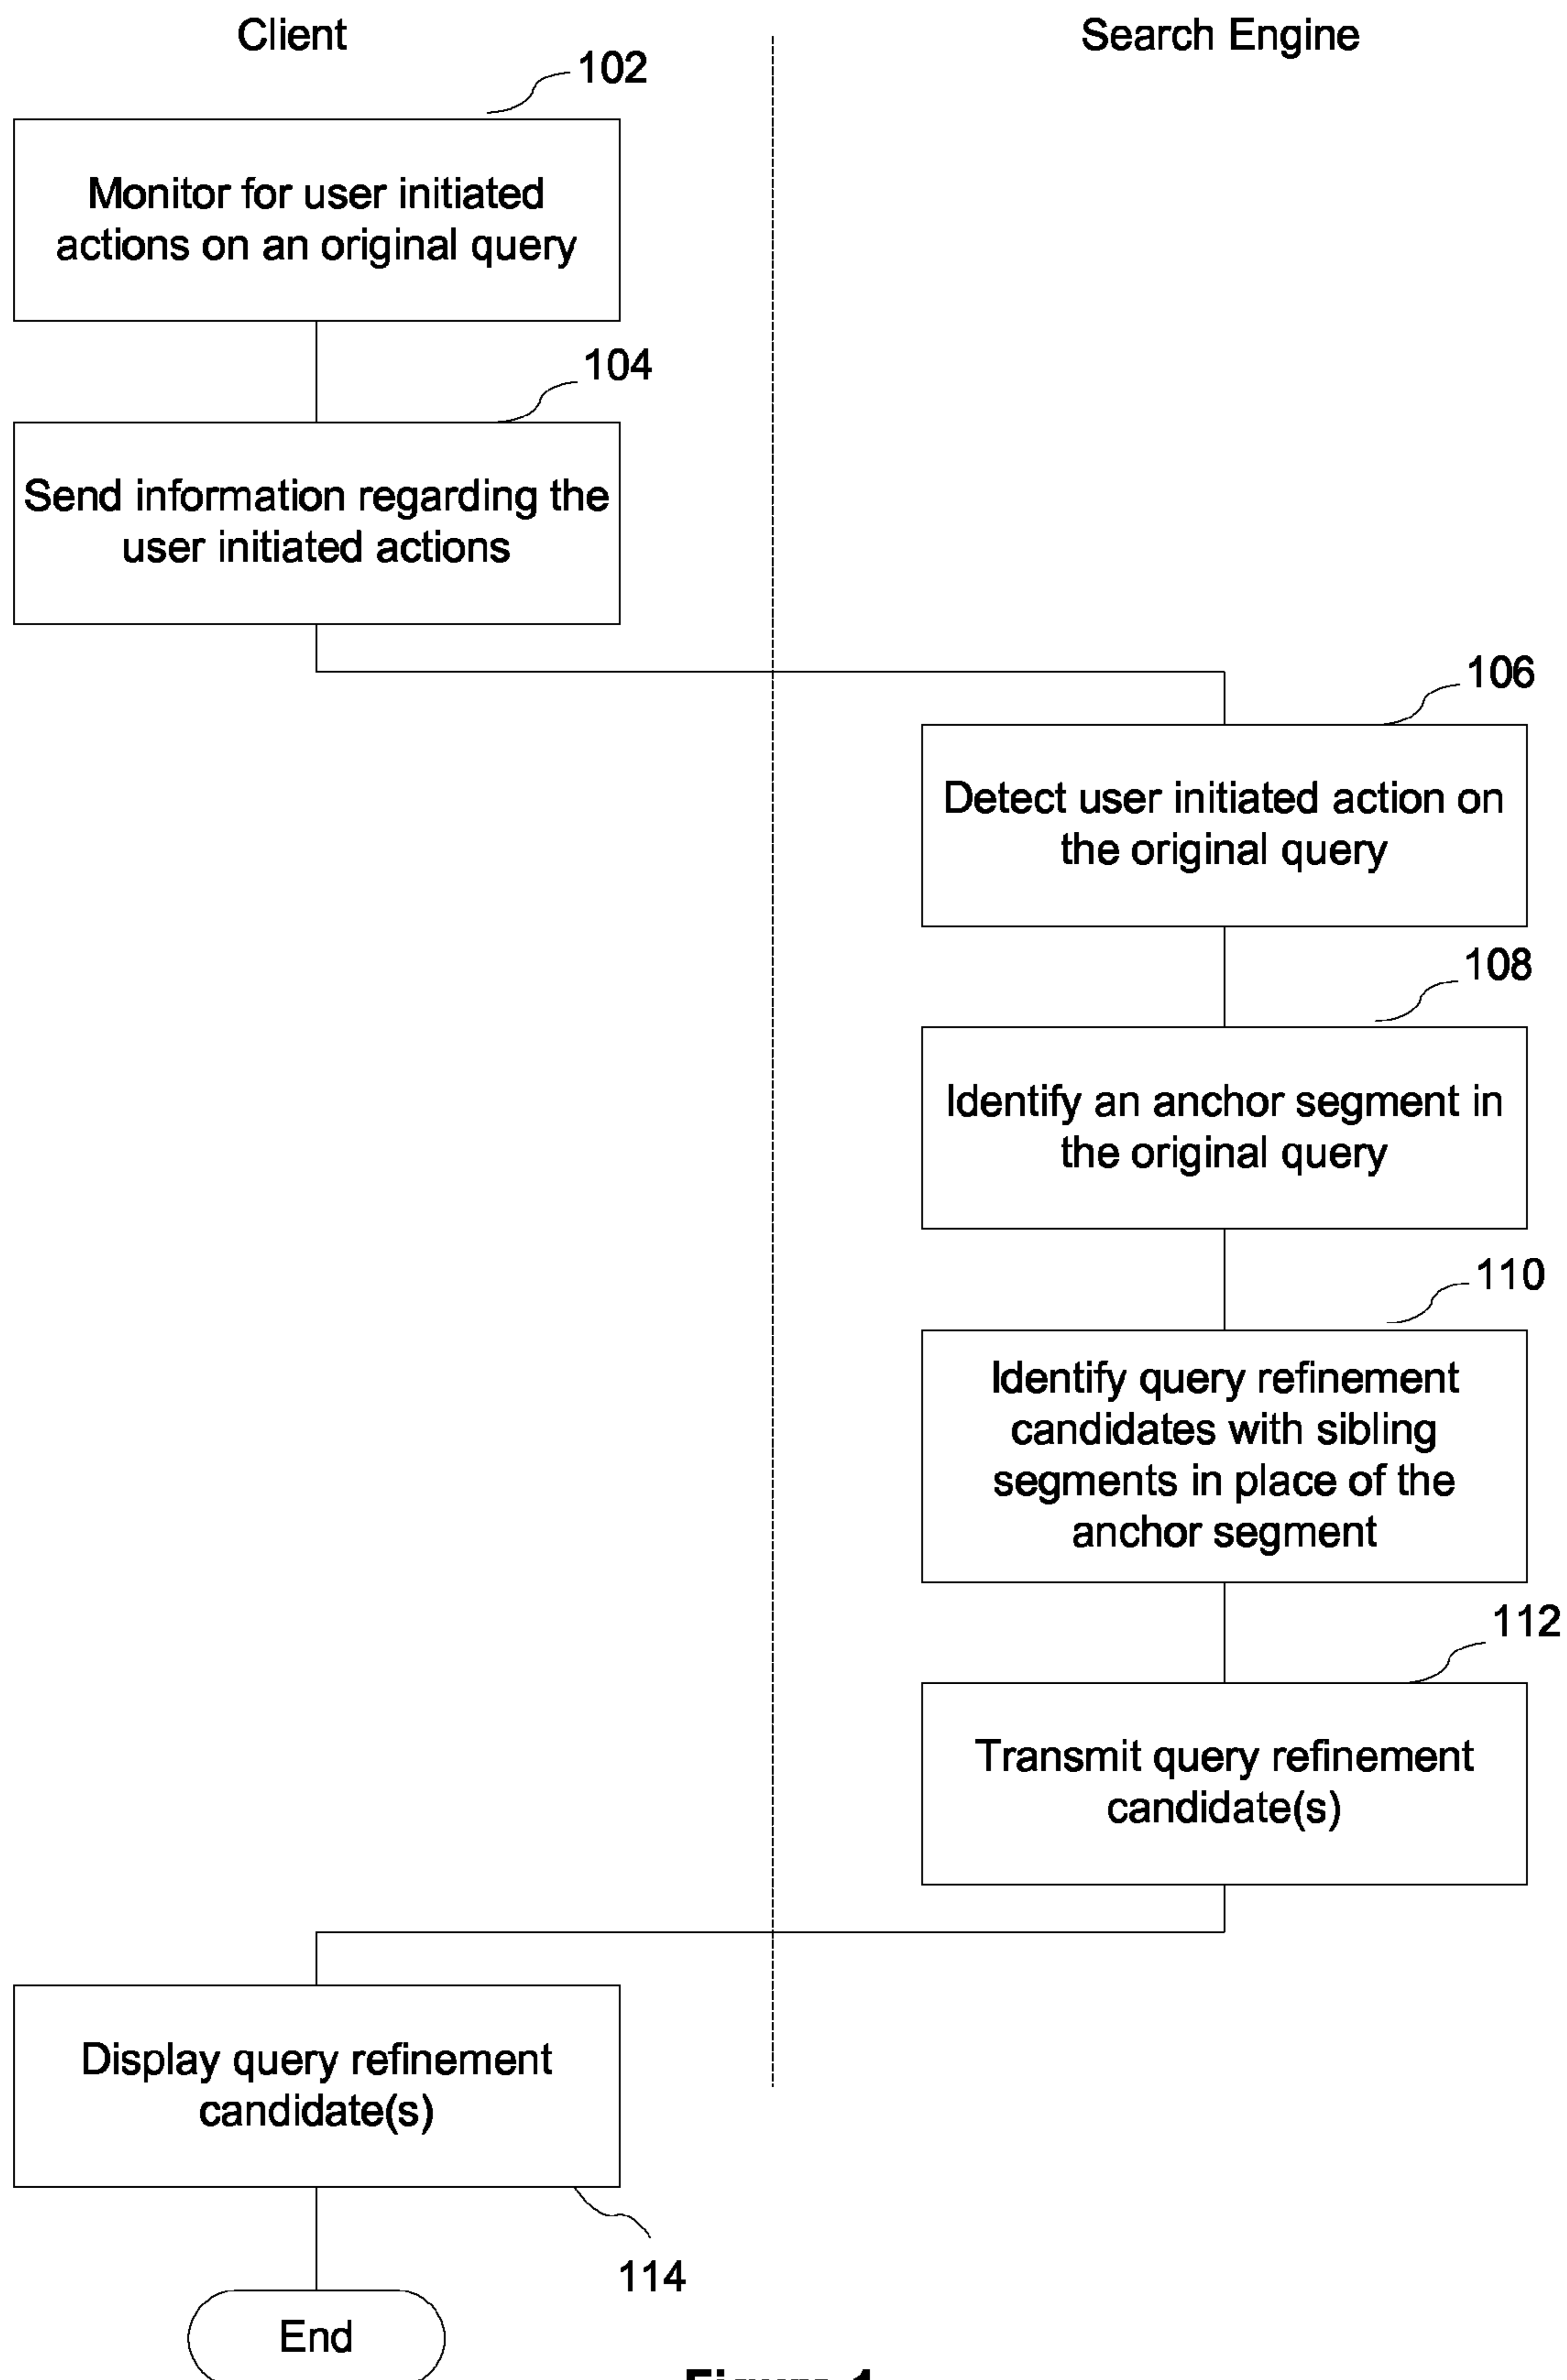 Client
Search Engine
102
Monitor for user initiated
actions on an original query
104
Send information regarding the
user initiated actions
106
Detect user initiated action on
the original query
108
Identify an anchor segment in
the original query
110
Identify query refinement
candidates with sibling
segments in place of the
anchor segment
112
Transmit query refinement
candidate(s)
Display query refinement
candidate(s)
114
End
Figure 1